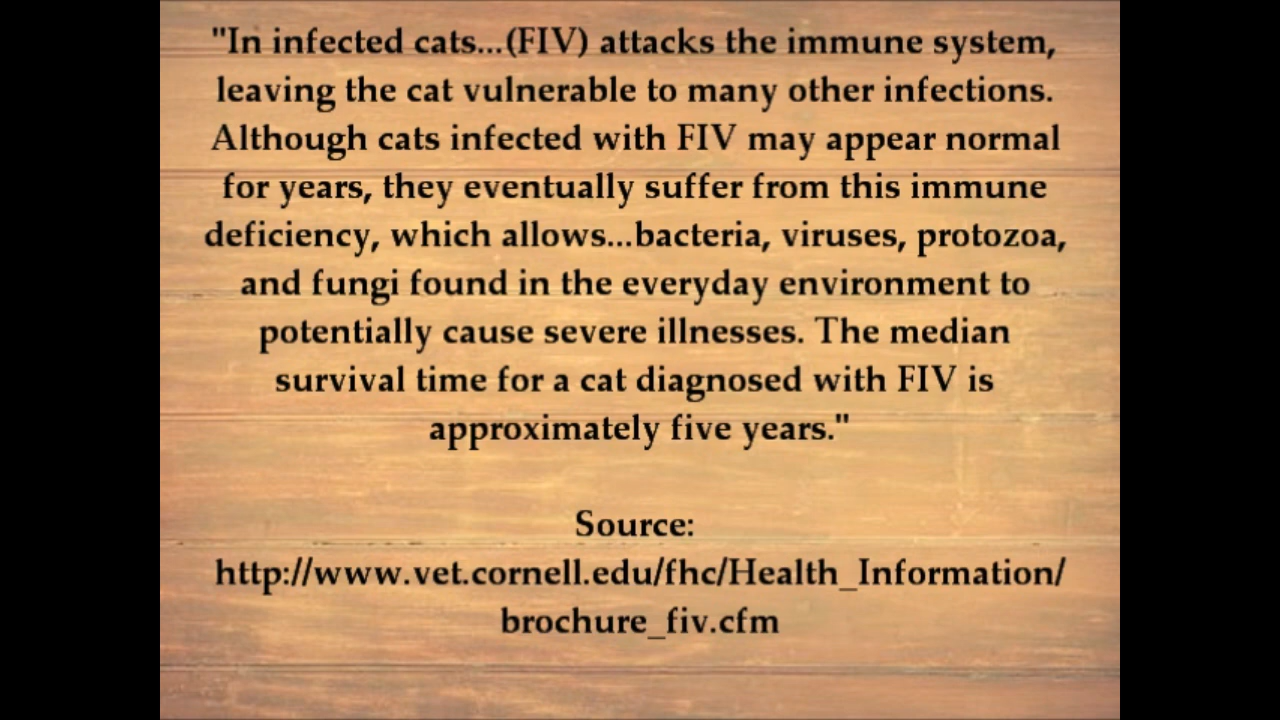 "In infected cats...(FIV) attacks the immune system,
leaving the cat vulnerable to many other infections.
Although cats infected with FIV may appear normal
for years, they eventually suffer from this immune
deficiency, which allows...bacteria, viruses, protozoa,
and fungi found in the everyday environment to
potentially cause severe illnesses. The median
survival time for a cat diagnosed with FIV is
approximately five years."
Source:
http://www.vet.cornell.edu/fhc/Health_Information/
brochure_fiv.cfm